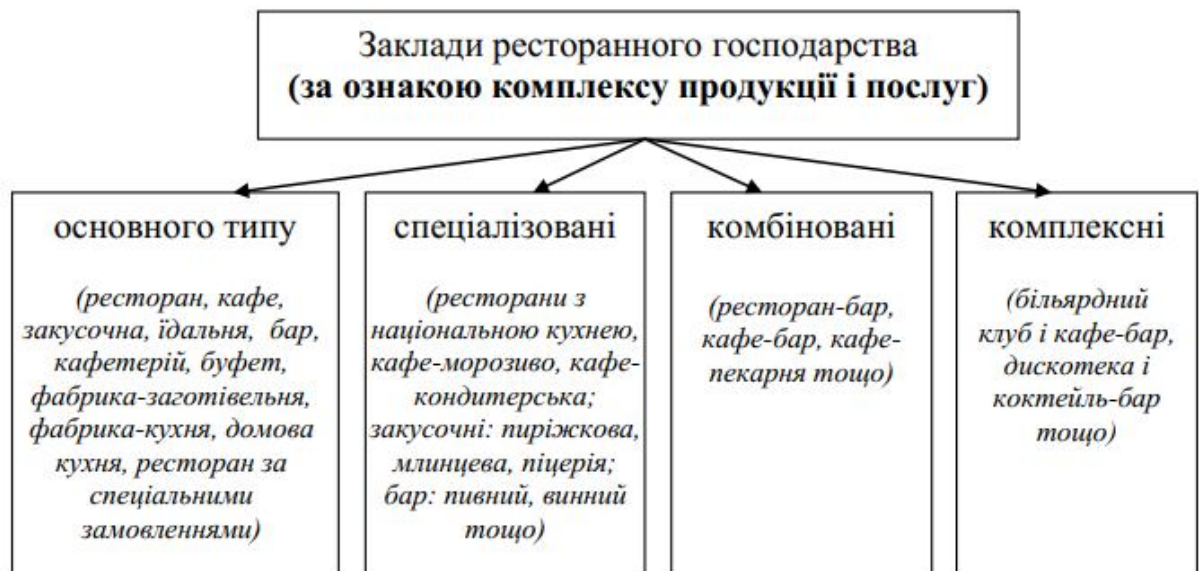 Заклади ресторанного господарства
(за ознакою комплексу продукції і послуг)
основного типу
(ресторан, кафе,
закусочна, їдальня, бар,
кафетерій, буфет,
фабрика-заготівельня,
фабрика-кухня, домова
кухня, ресторан за
спеціальними
замовленнями)
спеціалізовані
(ресторани з
національною кухнею,
кафе-морозиво, кафе-
кондитерська;
закусочні: пиріжкова,
млинцева, піцерія;
бар: пивний, винний
тощо)
комбіновані
(ресторан-бар,
кафе-бар, кафе-
пекарня тощо)
комплексні
(більярдний
клуб і кафе-бар,
дискотека і
коктейль-бар
тощо)